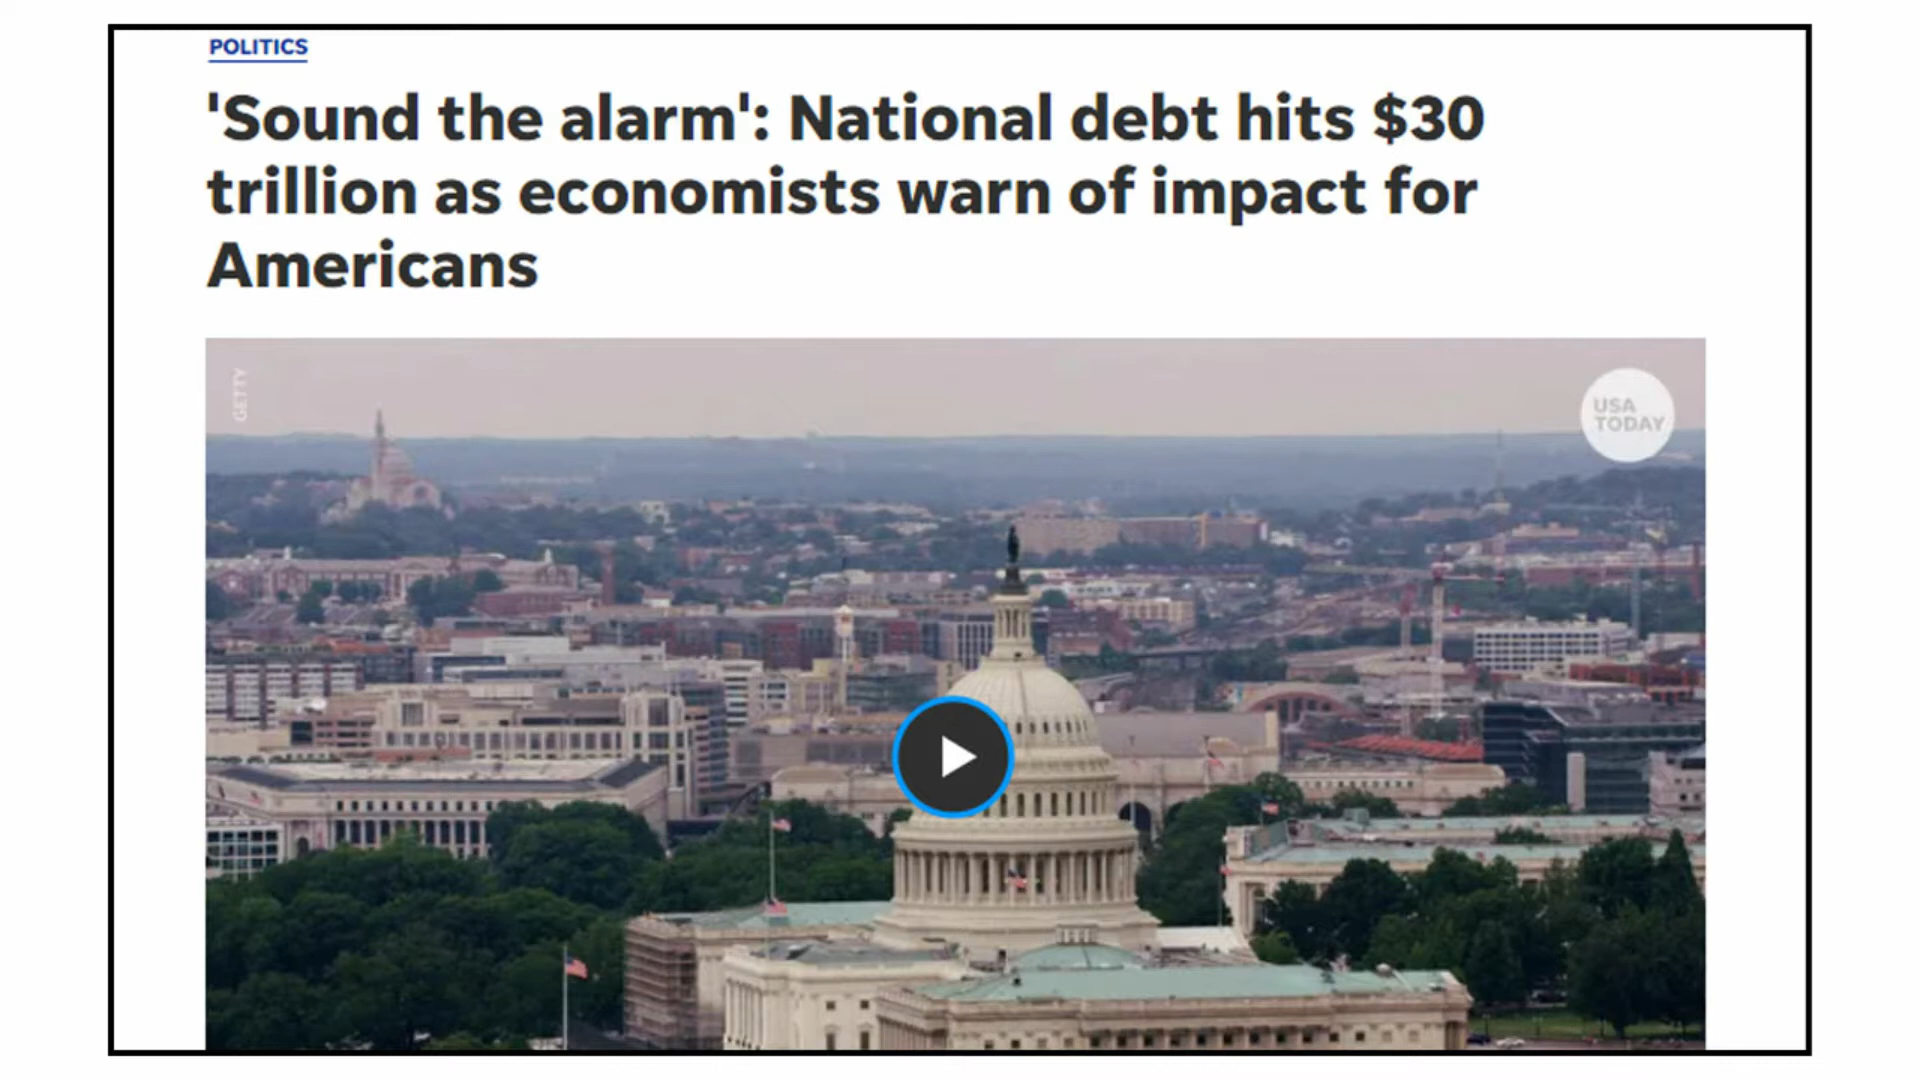 POLITICS
'Sound the alarm': National debt hits $30
trillion as economists warn of impact for
Americans
GETTY
USA
TODAY